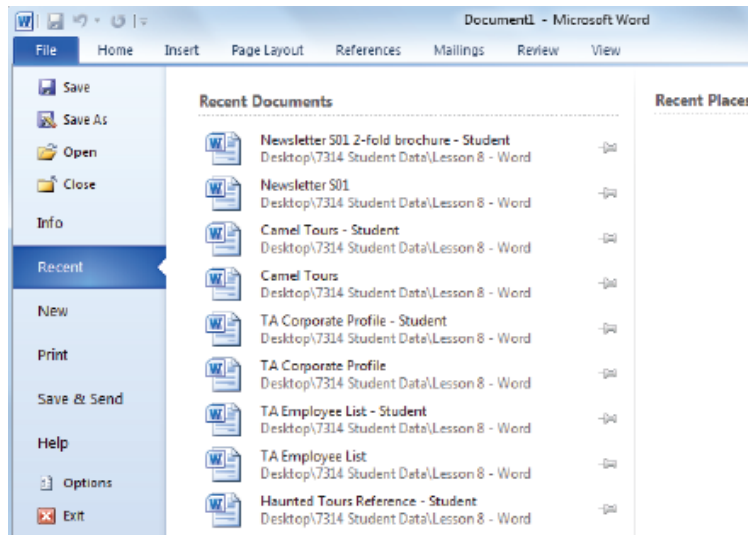 Document1 - Microsoft Word
File Home Insert Page Layout References Mailings Review View
Save
Save As
Open
Close
Info
Recent
New
Print
Save & Send
Help
Options
Exit
Recent Documents
Newsletter S01 2-fold brochure - Student
Desktop\7314 Student Data\Lesson 8 - Word
Newsletter S01
Desktop\7314 Student Data\Lesson 8 - Word
Camel Tours - Student
Desktop\7314 Student Data\Lesson 8 - Word
Camel Tours
Desktop\7314 Student Data\Lesson 8 - Word
TA Corporate Profile - Student
Desktop\7314 Student Data\Lesson 8 - Word
TA Corporate Profile
Desktop\7314 Student Data\Lesson 8 - Word
TA Employee List - Student
Desktop\7314 Student Data\Lesson 8 - Word
TA Employee List
Desktop\7314 Student Data\Lesson 8 - Word
Haunted Tours Reference - Student
Desktop\7314 Student Data\Lesson 8 - Word
Recent Places